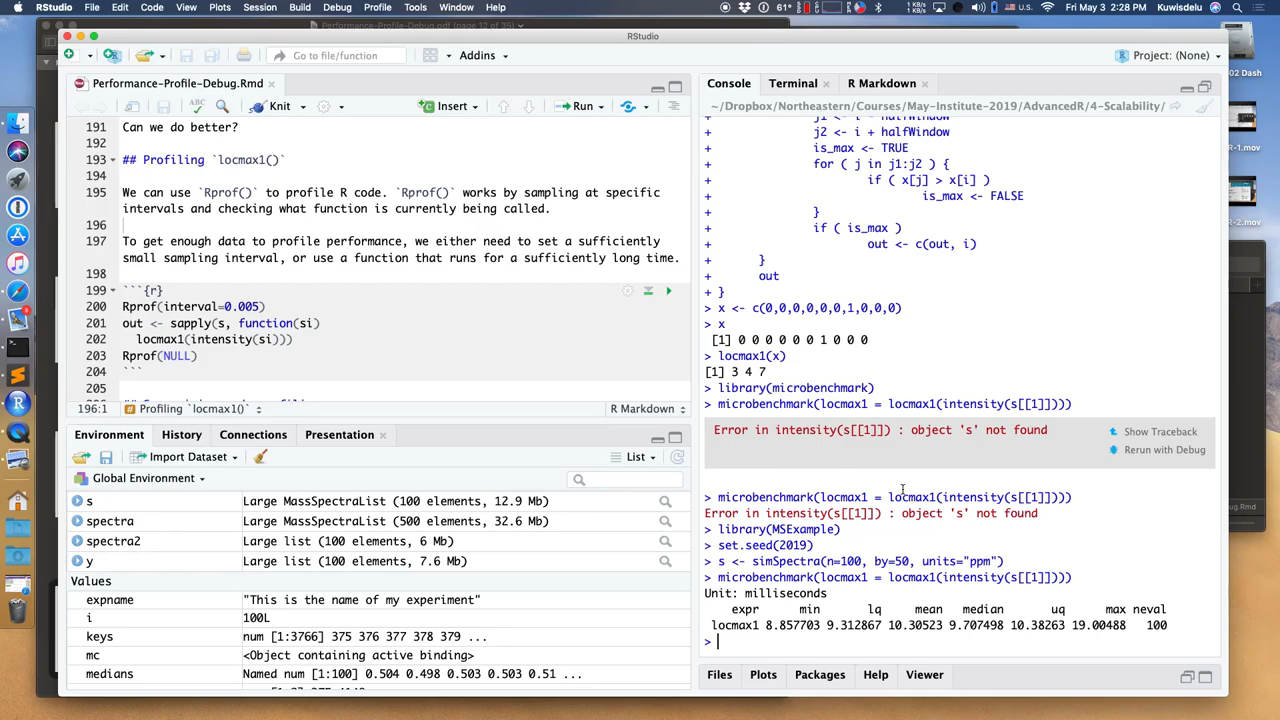 RStudio File Edit Code View Plots Session Build Debug Profile Tools Window Help 61° US. Fri May 3 2:28 PM Kuwisdelu
Performance-Profile-Debug.pdf (page 12 of 35)
RStudio
Go to file/function Addins Project: (None)
02 Dash
R-1.mov
R-2.mov
Performance-Profile-Debug.Rmd
Knit Insert Run
191 Can we do better?
192
193 ## Profiling `locmax1()`
194
195 We can use `Rprof()` to profile R code. `Rprof()` works by sampling at specific
intervals and checking what function is currently being called.
196
197 To get enough data to profile performance, we either need to set a sufficiently
small sampling interval, or use a function that runs for a sufficiently long time.
198
199 ```{r}
200 Rprof(interval=0.005)
201 out <- sapply(s, function(si)
202 locmax1(intensity(si)))
203 Rprof(NULL)
204 ```
205
196:1 Profiling `locmax1()` R Markdown
Environment History Connections Presentation
Import Dataset List
Global Environment
s Large MassSpectraList (100 elements, 12.9 Mb)
spectra Large MassSpectraList (500 elements, 32.6 Mb)
spectra2 Large list (100 elements, 6 Mb)
y Large list (100 elements, 7.6 Mb)
Values
expname "This is the name of my experiment"
i 100L
keys num [1:3766] 375 376 377 378 379 ...
mc <Object containing active binding>
medians Named num [1:100] 0.504 0.498 0.503 0.503 0.51 ...
Console Terminal R Markdown
~/Dropbox/Northeastern/Courses/May-Institute-2019/AdvancedR/4-Scalability/
+ j1 <- i - halfWindow
+ j2 <- i + halfWindow
+ is_max <- TRUE
+ for ( j in j1:j2 ) {
+ if ( x[j] > x[i] )
+ is_max <- FALSE
+ }
+ if ( is_max )
+ out <- c(out, i)
+ }
+ out
+ }
> x <- c(0,0,0,0,0,0,1,0,0,0)
> x
[1] 0 0 0 0 0 0 1 0 0 0
> locmax1(x)
[1] 3 4 7
> library(microbenchmark)
> microbenchmark(locmax1 = locmax1(intensity(s[[1]])))
Error in intensity(s[[1]]) : object 's' not found
Show Traceback
Rerun with Debug
> microbenchmark(locmax1 = locmax1(intensity(s[[1]])))
Error in intensity(s[[1]]) : object 's' not found
> library(MSExample)
> set.seed(2019)
> s <- simSpectra(n=100, by=50, units="ppm")
> microbenchmark(locmax1 = locmax1(intensity(s[[1]])))
Unit: milliseconds
expr min lq mean median uq max neval
locmax1 8.857703 9.312867 10.30523 9.707498 10.38263 19.00488 100
>
Files Plots Packages Help Viewer